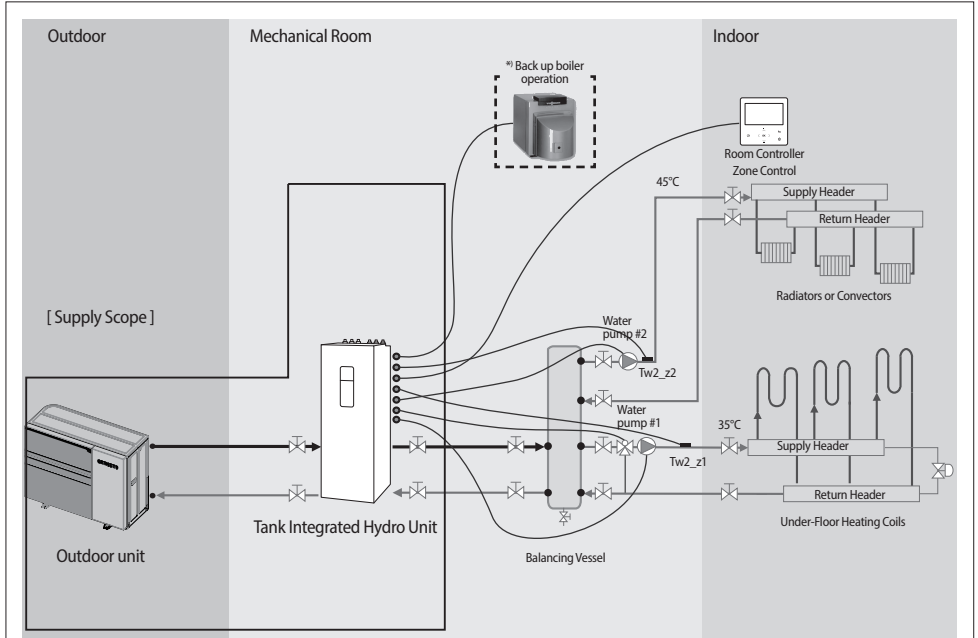 Outdoor
Mechanical Room
Indoor
*) Back up boiler
operation
Room Controller
Zone Control
45°C
Supply Header
Return Header
Radiators or Convectors
[ Supply Scope ]
Water
pump #2
Tw2_z2
Water
pump #1
35°C
Tw2_z1
Supply Header
Return Header
Under-Floor Heating Coils
Tank Integrated Hydro Unit
Outdoor unit
Balancing Vessel